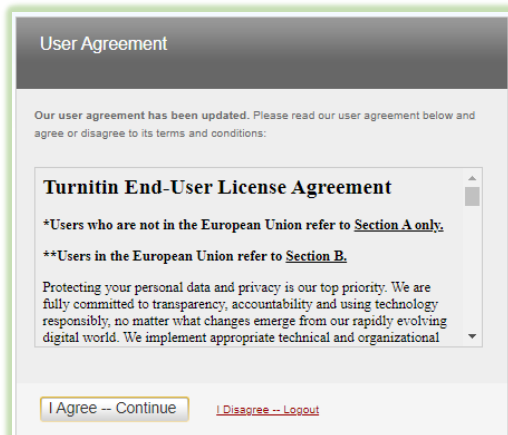 User Agreement
Our user agreement has been updated. Please read our user agreement below and
agree or disagree to its terms and conditions:
Turnitin End-User License Agreement
*Users who are not in the European Union refer to Section A only.
**Users in the European Union refer to Section B.
Protecting your personal data and privacy is our top priority. We are
fully committed to transparency, accountability and using technology
responsibly, no matter what changes emerge from our rapidly evolving
digital world. We implement appropriate technical and organizational
I Agree -- Continue
I Disagree -- Logout